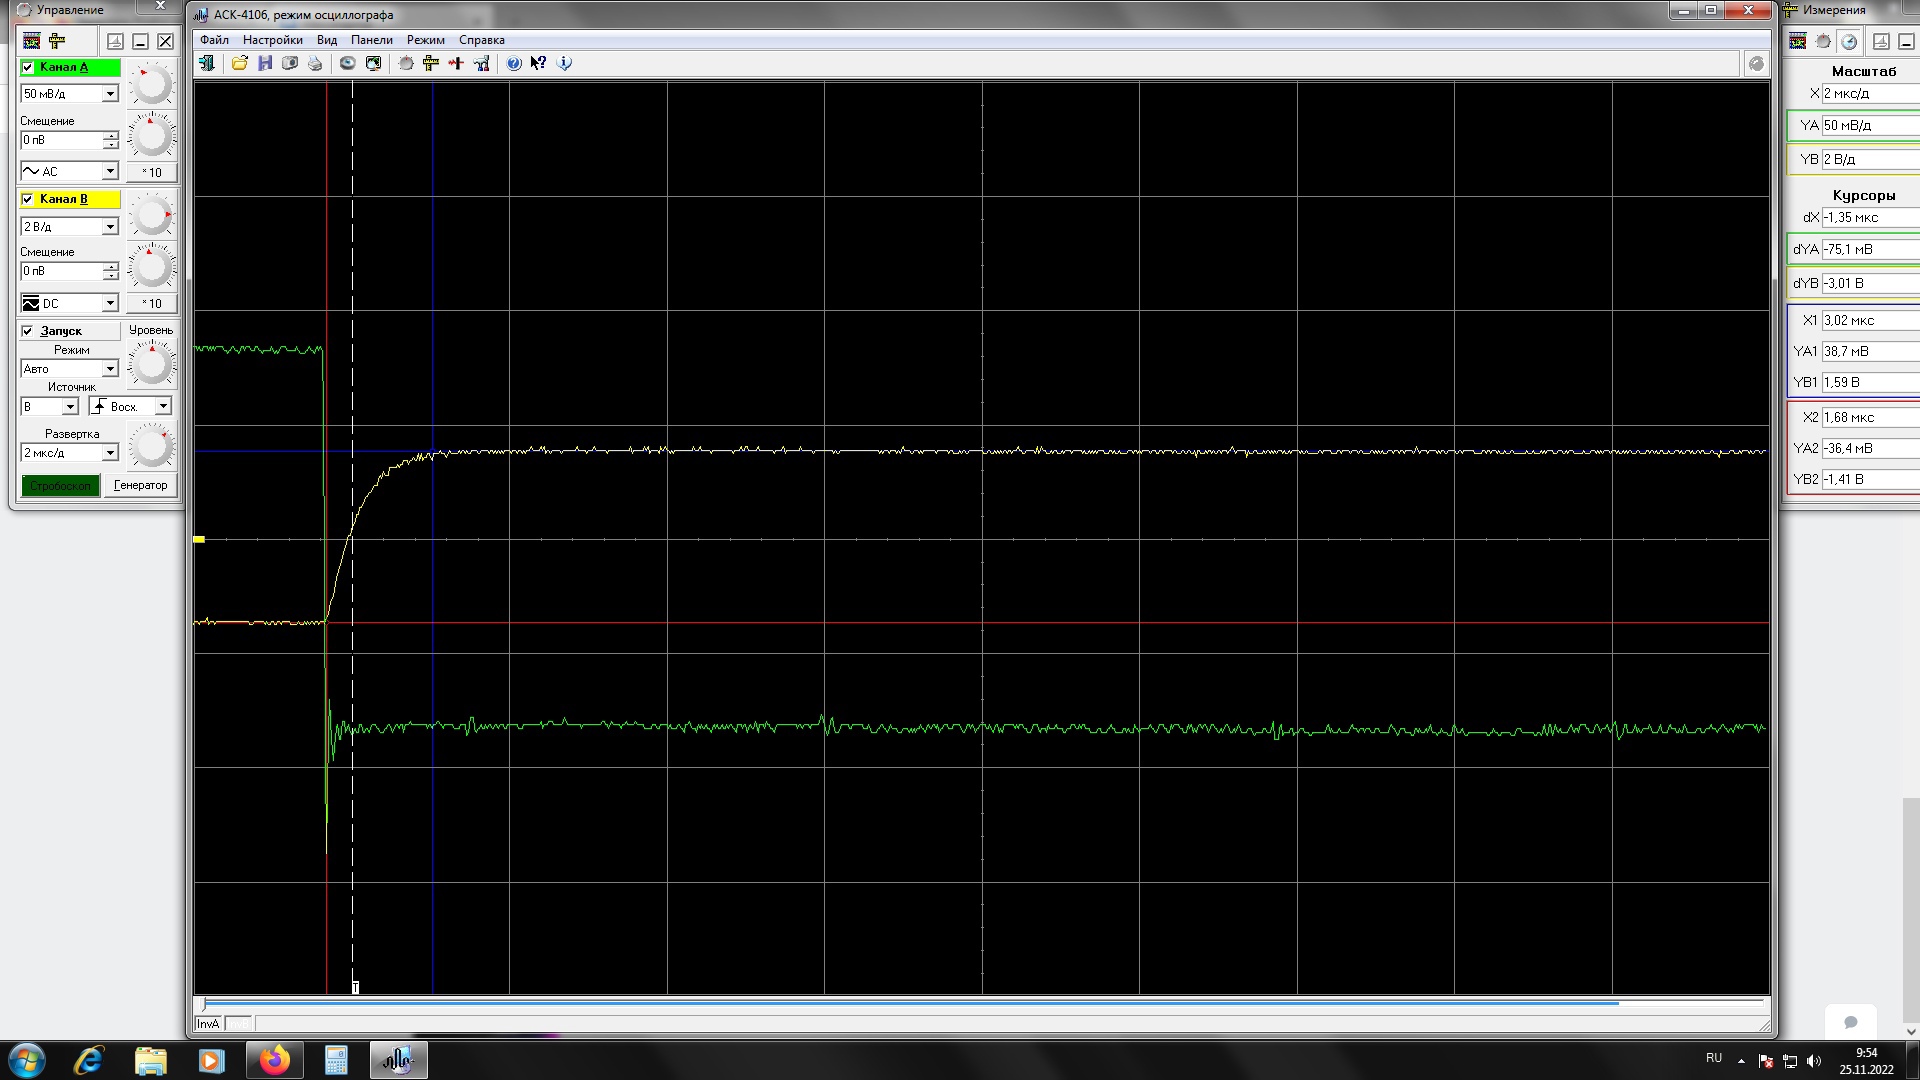 Управление
Канал A
50 мВ/д
Смещение
0 пВ
AC
*10
Канал B
2 В/д
Смещение
0 пВ
DC
*10
Запуск
Уровень
Режим
Авто
Источник
B
Восх.
Развертка
2 мкс/д
Стробоскоп
Генератор
АСК-4106, режим осциллографа
Файл Настройки Вид Панели Режим Справка
T
InvA
Измерения
Масштаб
X 2 мкс/д
YA 50 мВ/д
YB 2 В/д
Курсоры
dX -1,35 мкс
dYA -75,1 мВ
dYB -3,01 В
X1 3,02 мкс
YA1 38,7 мВ
YB1 1,59 В
X2 1,68 мкс
YA2 -36,4 мВ
YB2 -1,41 В
RU
9:54
25.11.2022